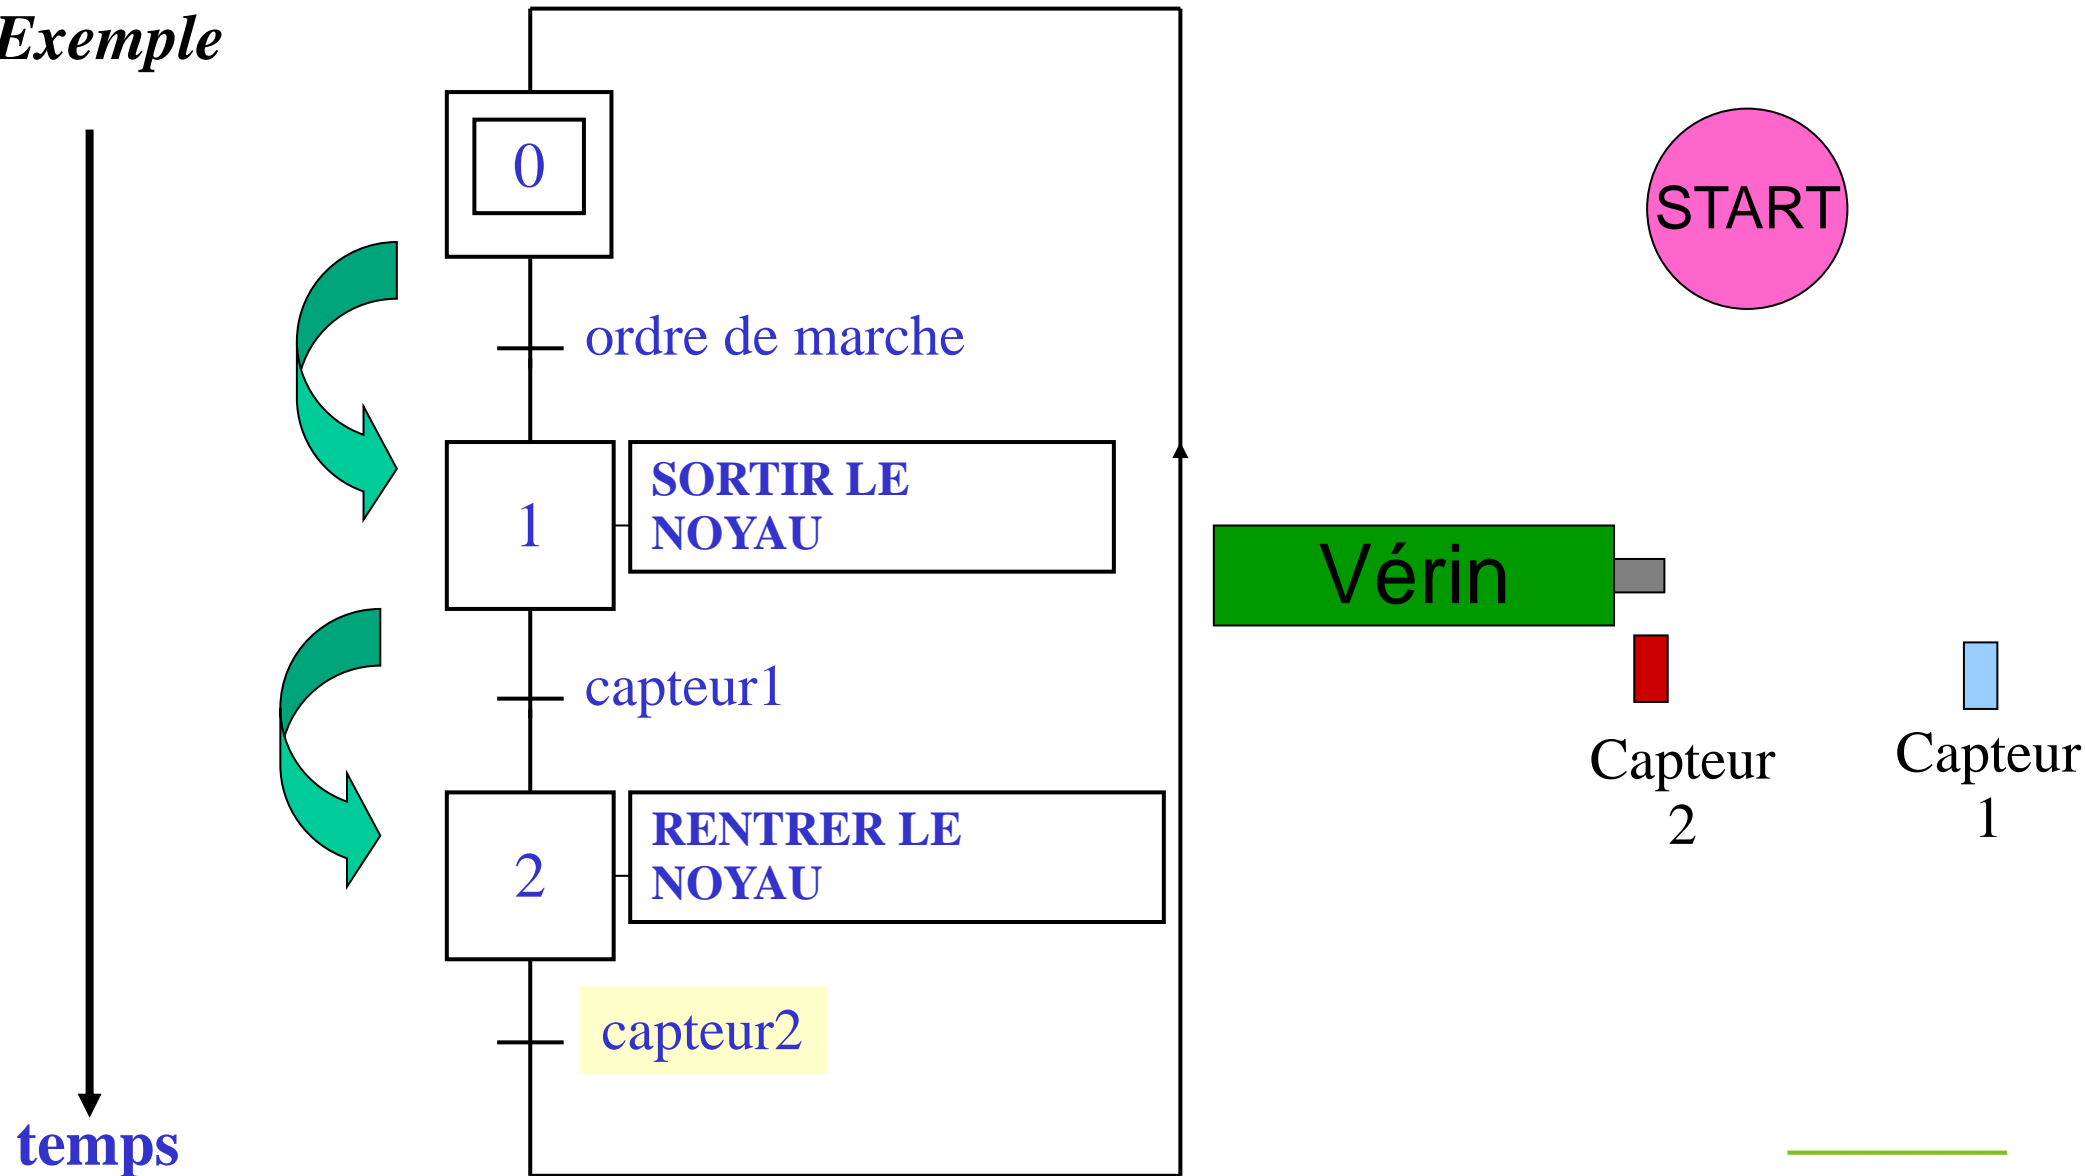 Exemple
0
START
ordre de marche
SORTIR LE
NOYAU
1
Vérin
capteur1
Capteur
2
Capteur
1
RENTRER LE
NOYAU
2
capteur2
temps